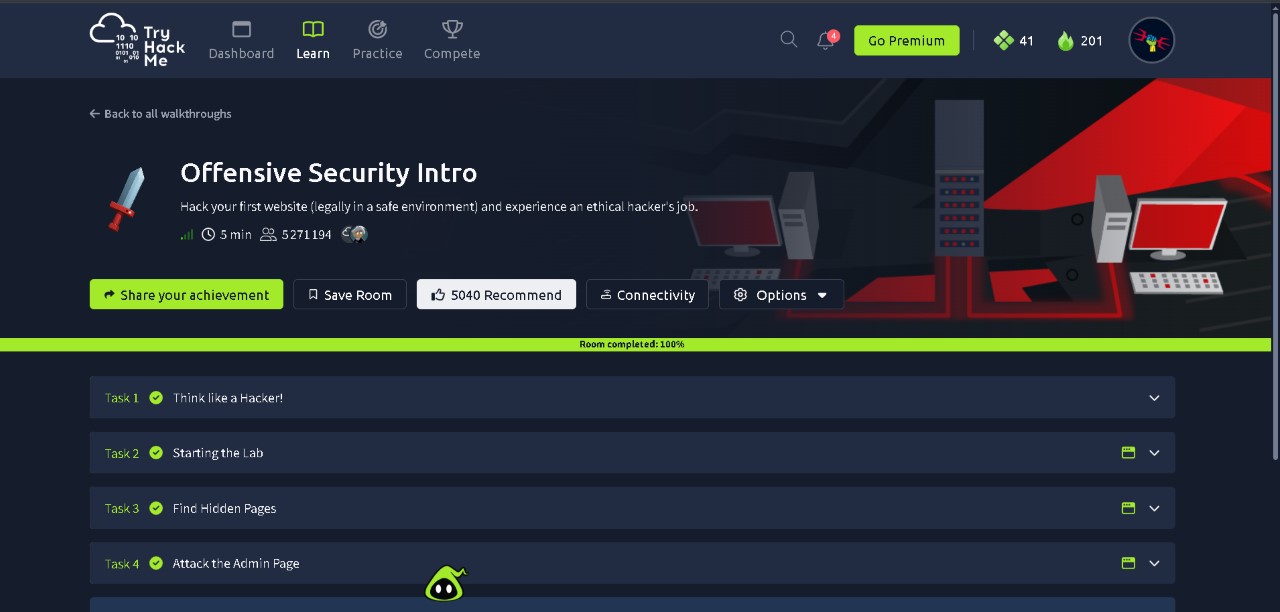 10 10
1110
0101 01
01 010
Try
Hack
Me
Dashboard
Learn
Practice
Compete
4
Go Premium
41
201
Back to all walkthroughs
Offensive Security Intro
Hack your first website (legally in a safe environment) and experience an ethical hacker's job.
5 min 5271194
Share your achievement
Save Room
5040 Recommend
Connectivity
Options
Room completed: 100%
Task 1 Think like a Hacker!
Task 2 Starting the Lab
Task 3 Find Hidden Pages
Task 4 Attack the Admin Page